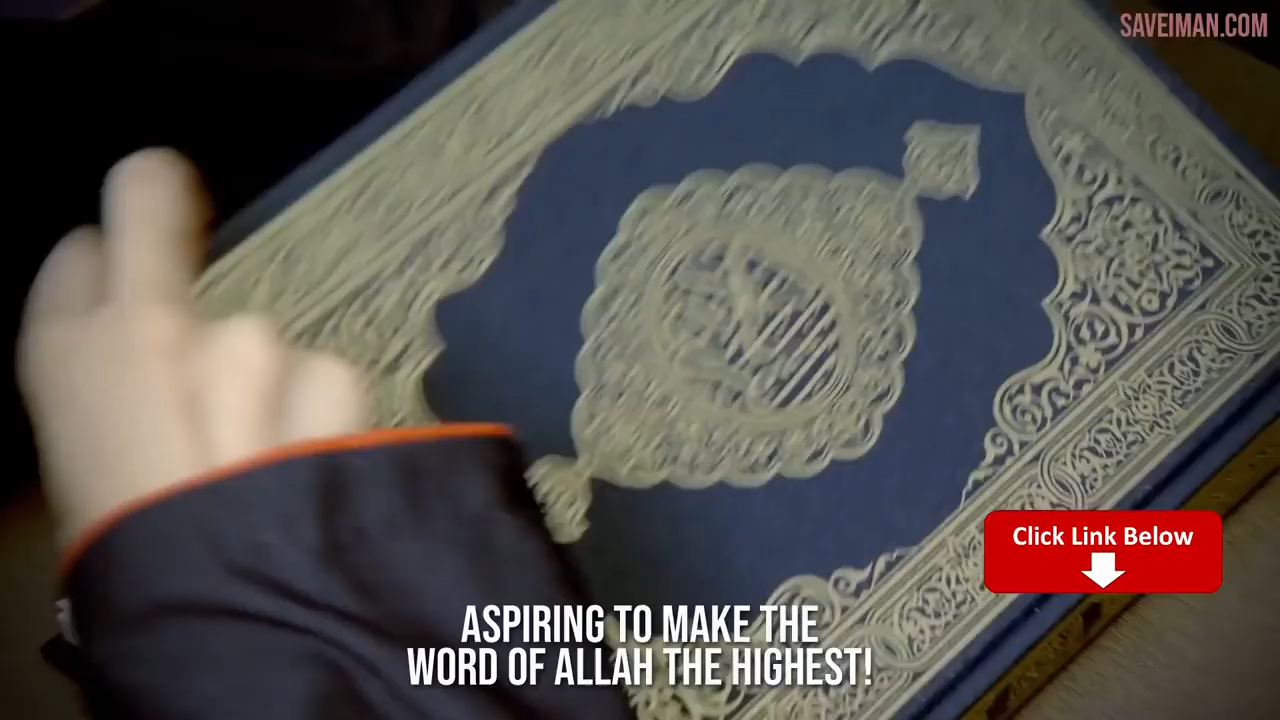 SAVEIMAN.COM
Click Link Below
ASPIRING TO MAKE THE
WORD OF ALLAH THE HIGHEST!